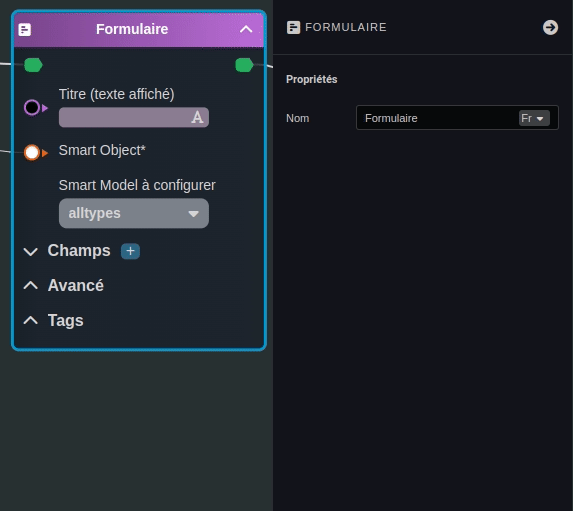 Formulaire
Titre (texte affiché)
A
Smart Object*
Smart Model à configurer
alltypes
Champs +
Avancé
Tags
FORMULAIRE
Propriétés
Nom Formulaire Fr